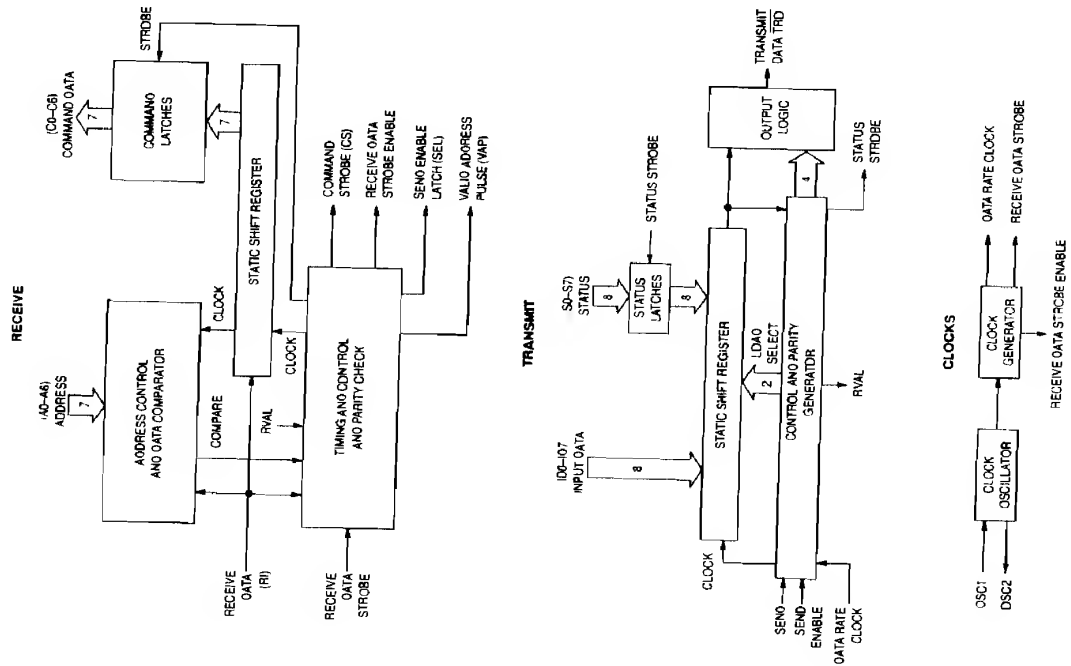 RECEIVE
(A0–A6)
ADDRESS
7
ADDRESS CONTROL
AND DATA COMPARATOR
COMPARE
CLOCK
RECEIVE
DATA
(RI)
STATIC SHIFT REGISTER
7
COMMAND
LATCHES
7
(C0–C6)
COMMAND DATA
STROBE
RVAL
CLOCK
RECEIVE
DATA
STROBE
TIMING AND CONTROL
AND PARITY CHECK
COMMAND
STROBE (CS)
RECEIVE DATA
STROBE ENABLE
SEND ENABLE
LATCH (SEL)
VALID ADDRESS
PULSE (VAP)
TRANSMIT
ID0–ID7
INPUT DATA
8
S0–S7)
STATUS
8
STATUS
LATCHES
STATUS STROBE
8
CLOCK
STATIC SHIFT REGISTER
2
LOAD
SELECT
CONTROL AND PARITY
GENERATOR
SEND
SEND
ENABLE
DATA RATE
CLOCK
RVAL
4
OUTPUT
LOGIC
TRANSMIT
DATA TRD
STATUS
STROBE
CLOCKS
OSC1
OSC2
CLOCK
OSCILLATOR
CLOCK
GENERATOR
DATA RATE CLOCK
RECEIVE DATA STROBE
RECEIVE DATA STROBE ENABLE